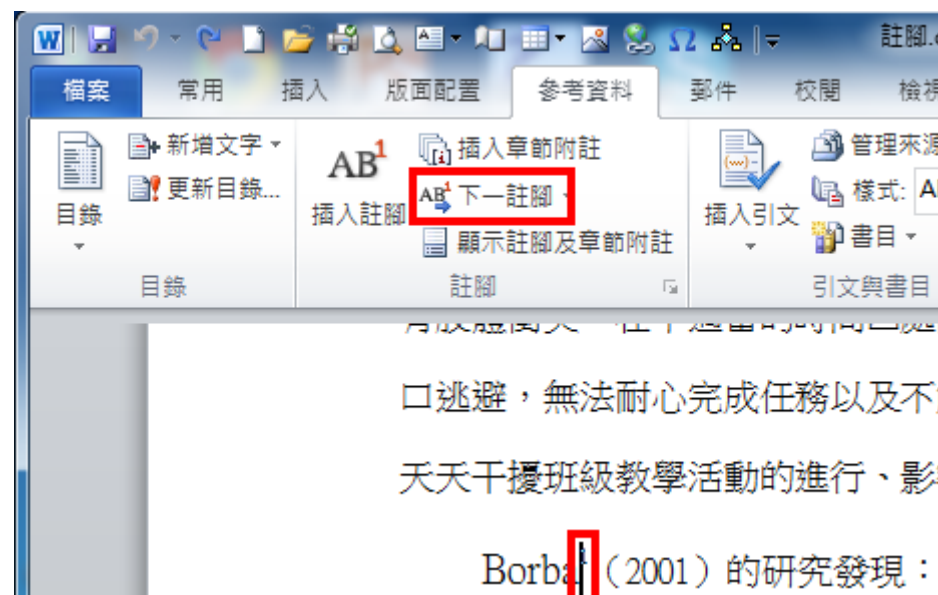 註腳
檔案 常用 插入 版面配置 參考資料 郵件 校閱 檢視
目錄
新增文字
更新目錄...
目錄
AB1
插入註腳
插入章節附註
AB1 下一註腳
顯示註腳及章節附註
註腳
插入引文
管理來源
樣式: A
書目
引文與書目
口逃避，無法耐心完成任務以及不
天天干擾班級教學活動的進行、影
Borba（2001）的研究發現：